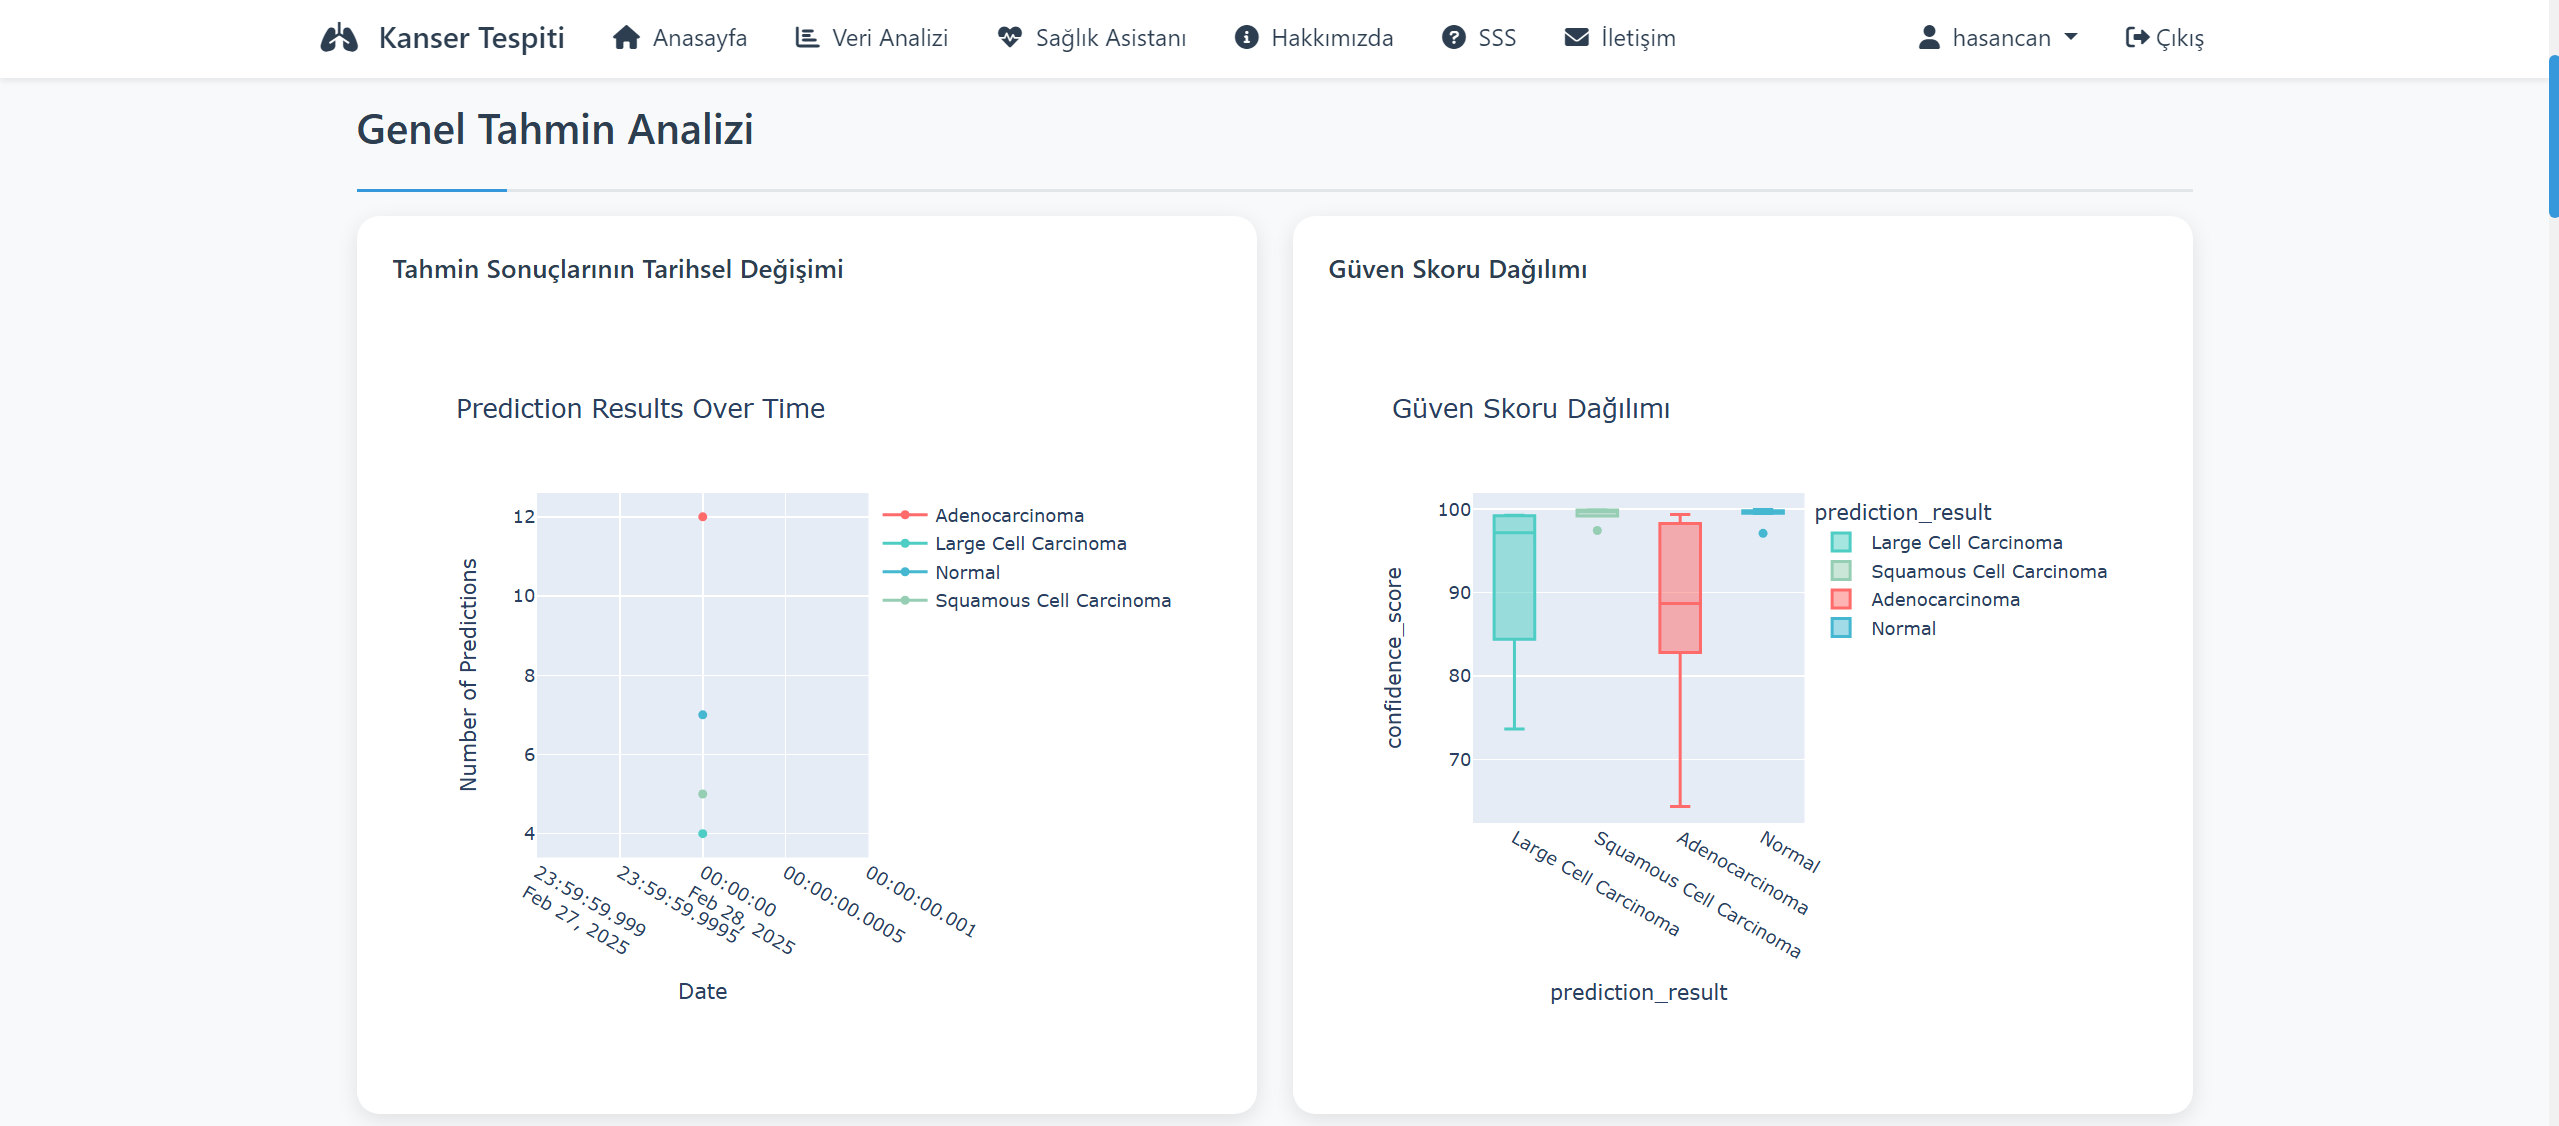 Kanser Tespiti Anasayfa Veri Analizi Sağlık Asistanı Hakkımızda SSS İletişim hasancan Çıkış
Genel Tahmin Analizi
Tahmin Sonuçlarının Tarihsel Değişimi
Prediction Results Over Time
Number of Predictions
12
10
8
6
4
23:59:59.999
Feb 27, 2025
23:59:59.9995
00:00:00
Feb 28, 2025
00:00:00.0005
00:00:00.001
Date
Adenocarcinoma
Large Cell Carcinoma
Normal
Squamous Cell Carcinoma
Güven Skoru Dağılımı
Güven Skoru Dağılımı
confidence_score
100
90
80
70
Large Cell Carcinoma
Squamous Cell Carcinoma
Adenocarcinoma
Normal
prediction_result
prediction_result
Large Cell Carcinoma
Squamous Cell Carcinoma
Adenocarcinoma
Normal